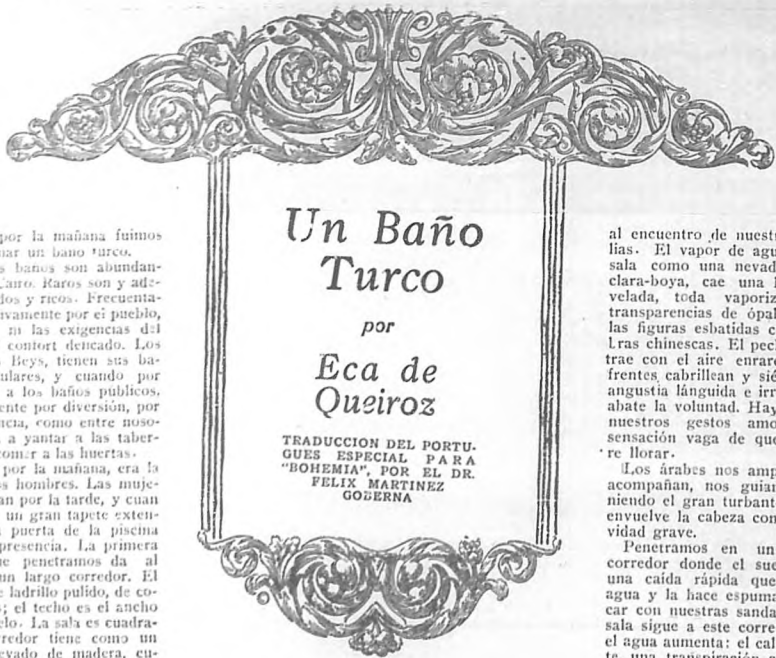 por la mañana fuimos
ar un baño turco.
s baños son abundan-
Cairo. Raros son y ade-
dos y ricos. Frecuenta-
ivamente por el pueblo,
ni las exigencias del
confort delicado. Los
Beys, tienen sus ba-
ulares, y cuando por
a los baños públicos,
ente por diversión, por
ncia, como entre noso-
a yantar a las taber-
comer a las huertas.
por la mañana, era la
os hombres. Las muje-
an por la tarde, y cuan
un gran tapete exten-
puerta de la piscina
presencia. La primera
e penetramos da al
un largo corredor. El
e ladrillo pulido, de co-
s; el techo es el ancho
elo. La sala es cuadra-
rredor tiene como un
evado de madera, cu-
Un Baño
Turco
por
Eca de
Queiroz
TRADUCCION DEL PORTU-
GUES ESPECIAL PARA
"BOHEMIA", POR EL DR.
FELIX MARTINEZ
GOBERNA
al encuentro de nuestr
lias. El vapor de agu
sala como una nevad
clara-boya, cae una l
velada, toda vaporiz
transparencias de ópal
las figuras esbatidas c
bras chinescas. El pech
trae con el aire enrare
frentes cabrillean y sié
angustia lánguida e irr
abate la voluntad. Hay
nuestros gestos amo
sensación vaga de que
re llorar.
Los árabes nos amp
acompañan, nos guian
niendo el gran turbant
envuelve la cabeza con
vidad grave.
Penetramos en un
corredor donde el sue
una caída rápida que
agua y la hace espuma
car con nuestras sanda
sala sigue a este corre
el agua aumenta: el cal
te una transpiración a